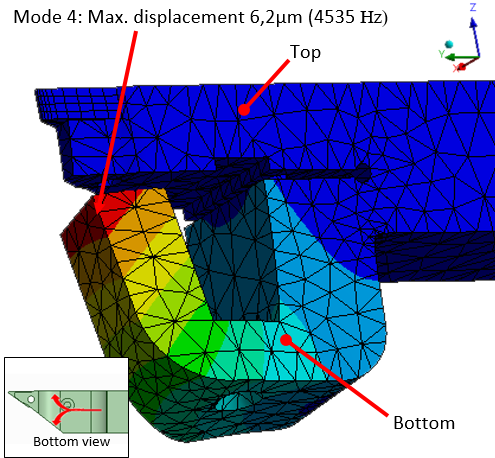 Mode 4: Max. displacement 6,2μm (4535 Hz)
Z
Top
Y
X
Bottom
Bottom view